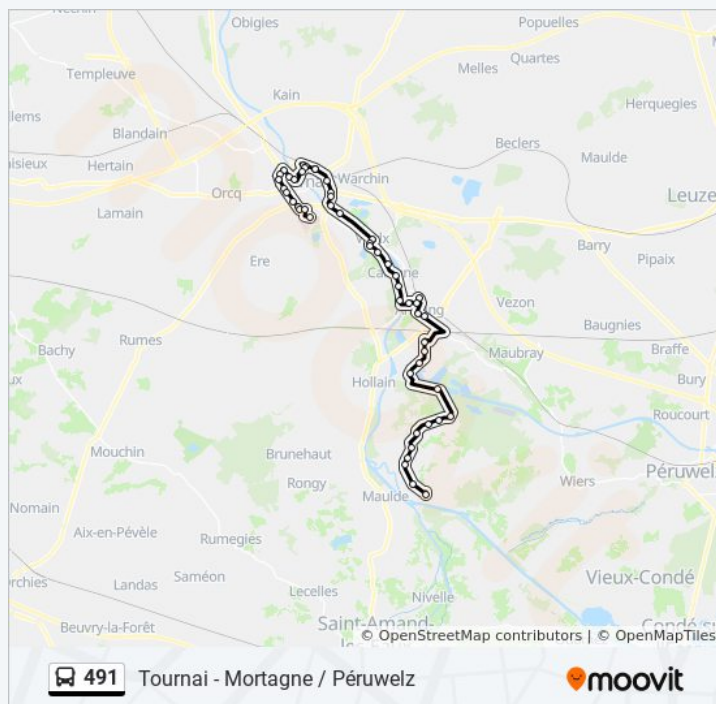 Obigies
Popuelles
Quartes
Templeuve
Melles
Kain
Herquegies
Blandain
Beclers
Maulde
Hertain
Warchin
Orcq
Leuze
Lamain
Barry
Ere
Pipaix
Vezon
Rumes
Baugnies
Bachy
Maubray
Braffe
Hollain
Bury
Roucourt
Mouchin
Brunehaut
Péruwelz
Rongy
Wiers
Nomain
Maulde
Aix-en-Pévèle
Rumegies
Saméon
Vieux-Condé
Landas
Lecelles
Nivelle
Beuvry-la-Forêt
Saint-Amand-
© OpenStreetMap contributors | © OpenMapTiles
491 Tournai - Mortagne / Péruwelz
moovit